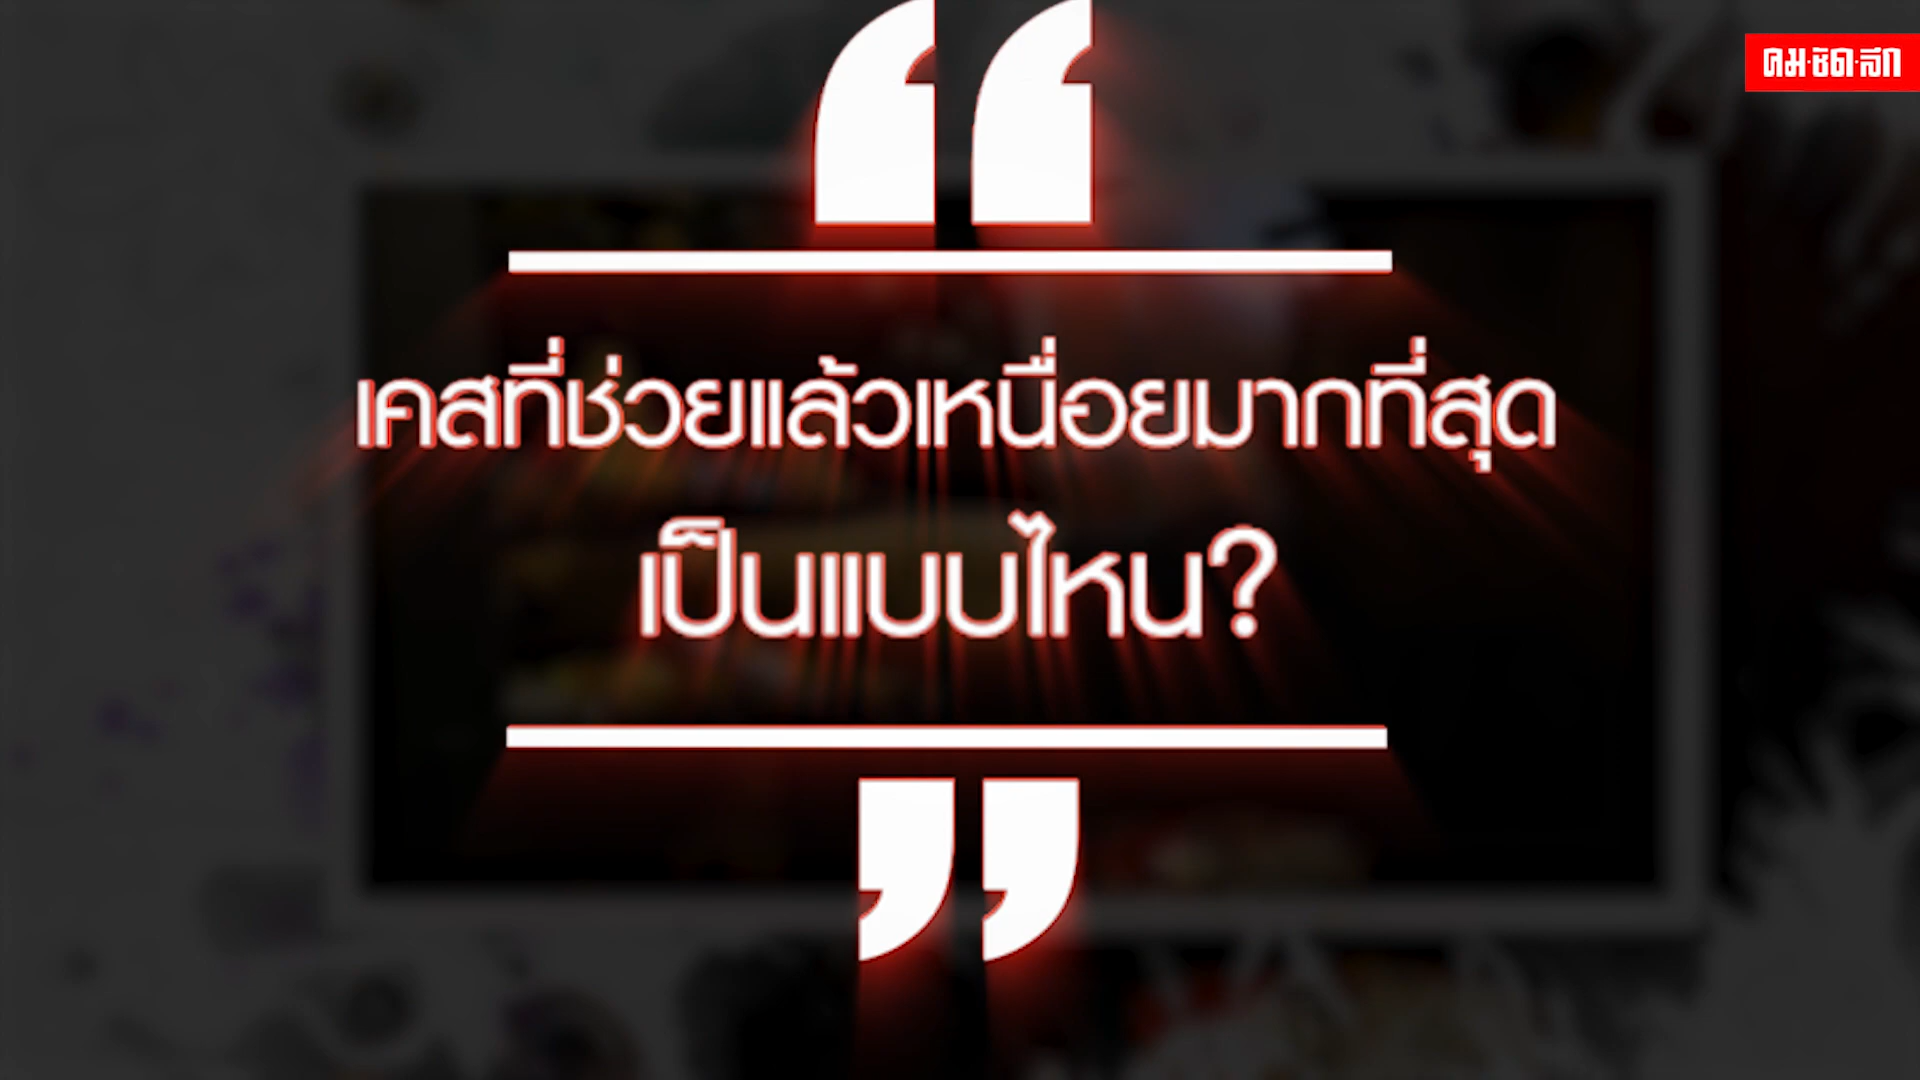 คม·ชัด·ลึก
“
เคสที่ช่วยแล้วเหนื่อยมากที่สุด
เป็นแบบไหน?
”